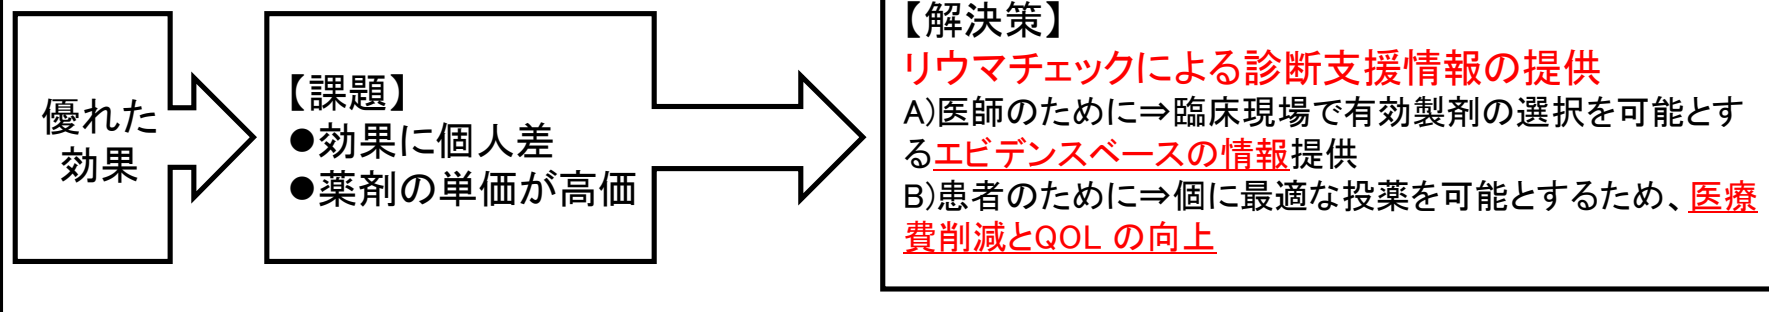 優れた
効果
【課題】
●効果に個人差
●薬剤の単価が高価
【解決策】
リウマチェックによる診断支援情報の提供
A)医師のために⇒臨床現場で有効製剤の選択を可能とす
るエビデンスベースの情報提供
B)患者のために⇒個に最適な投薬を可能とするため、医療
費削減とQOL の向上